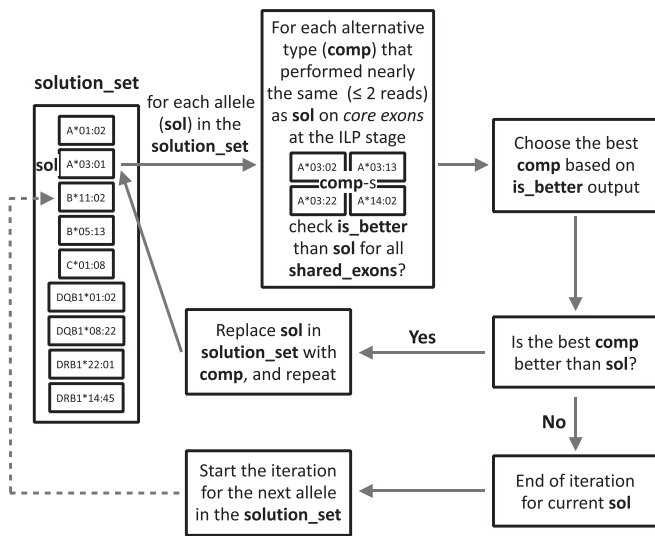 solution_set
A*01:02
sol
A*03:01
B*11:02
B*05:13
C*01:08
DQB1*01:02
DQB1*08:22
DRB1*22:01
DRB1*14:45
for each allele
(sol) in the
solution_set
For each alternative
type (comp) that
performed nearly
the same (≤ 2 reads)
as sol on core exons
at the ILP stage
A*03:02 A*03:13
comp-s
A*03:22 A*14:02
check is_better
than sol for all
shared_exons?
Choose the best
comp based on
is_better output
Is the best comp
better than sol?
Yes
Replace sol in
solution_set with
comp, and repeat
No
End of iteration
for current sol
Start the iteration
for the next allele
in the solution_set